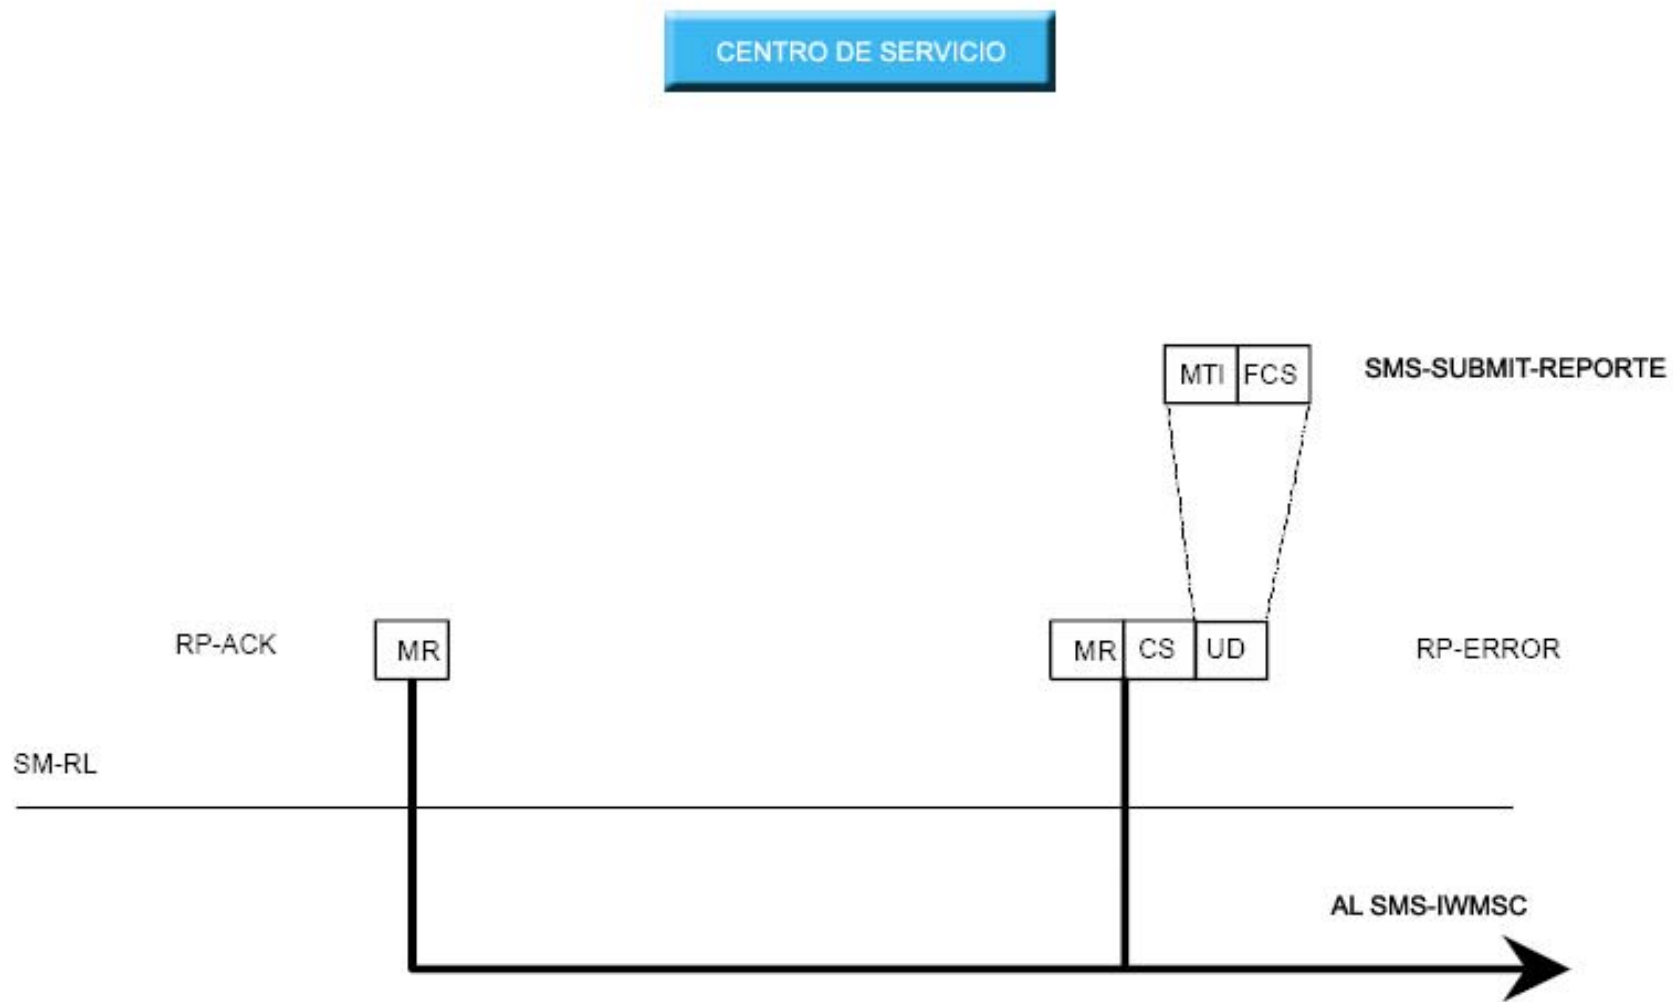 CENTRO DE SERVICIO
MTI FCS SMS-SUBMIT-REPORTE
RP-ACK MR MR CS UD RP-ERROR
SM-RL
AL SMS-IWMSC